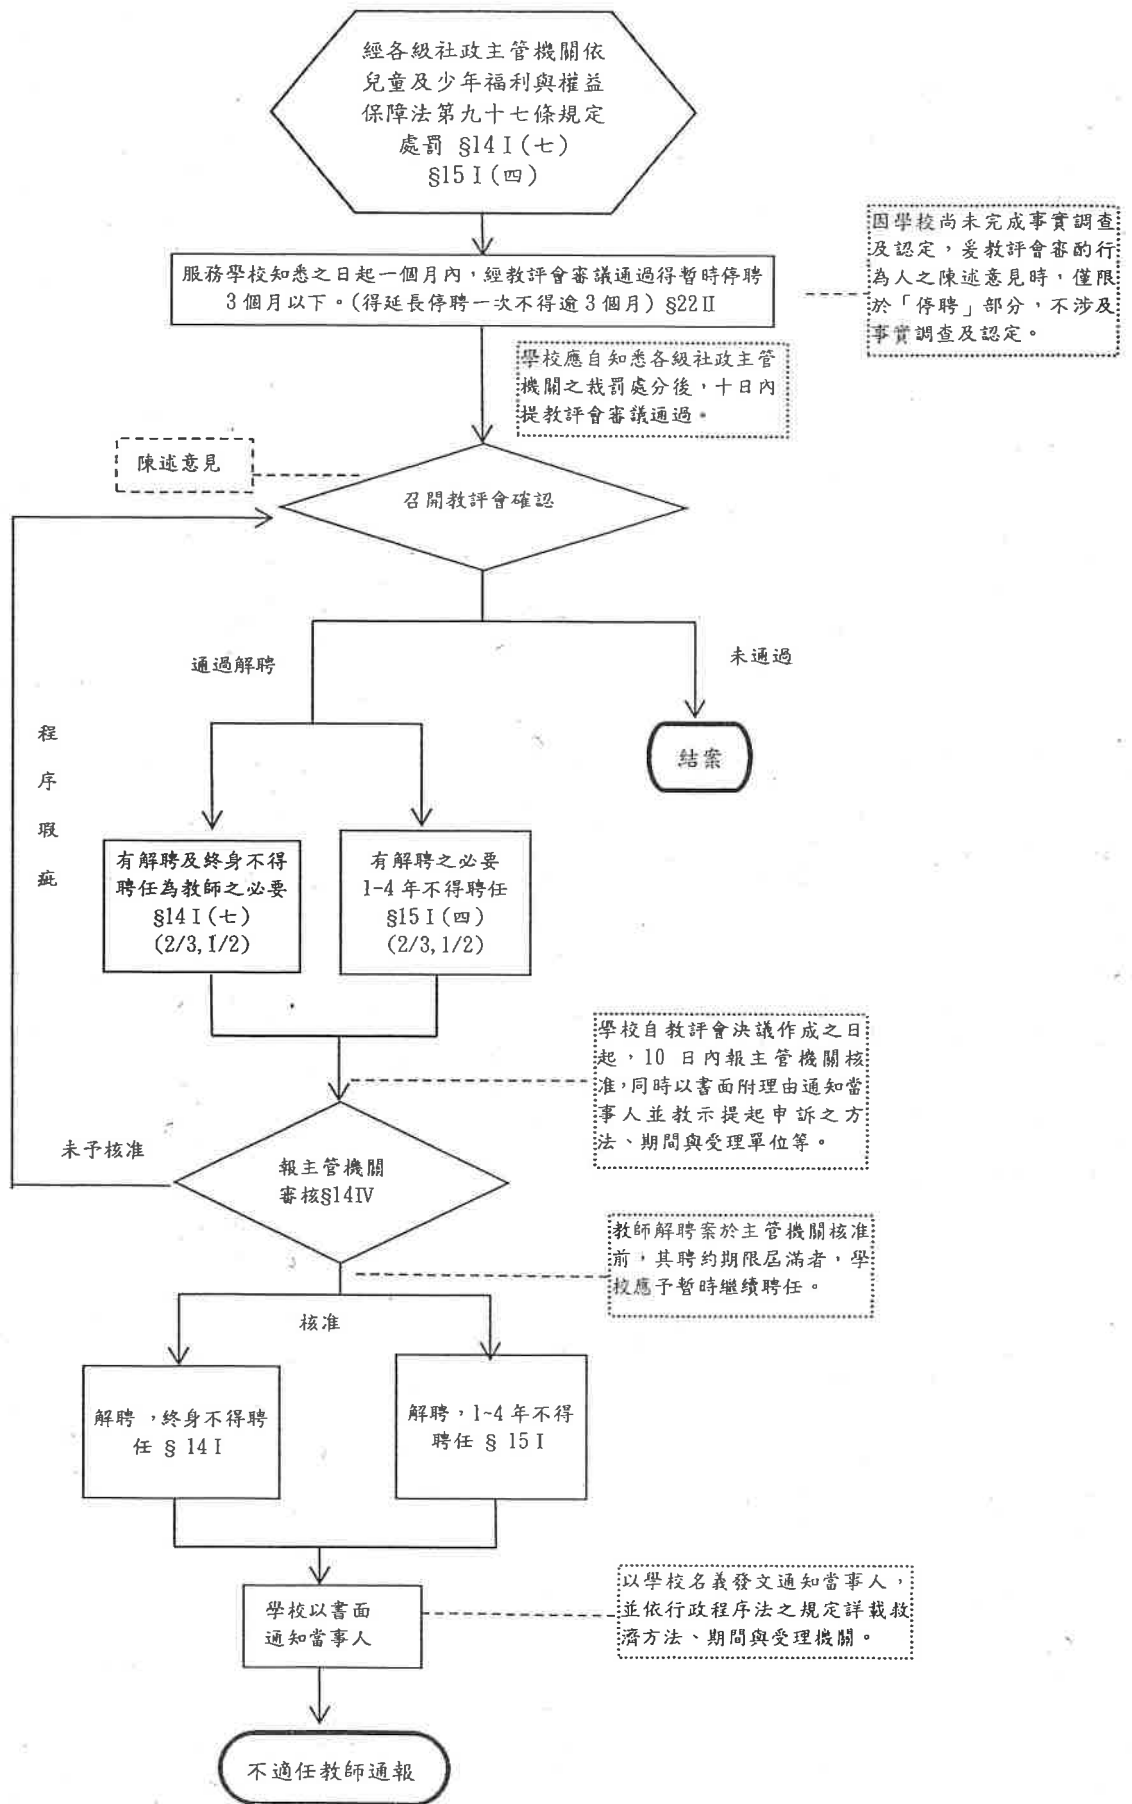 經各級社政主管機關依
兒童及少年福利與權益
保障法第九十七條規定
處罰 §14Ⅰ(七)
§15Ⅰ(四)
服務學校知悉之日起一個月內，經教評會審議通過得暫時停聘
3個月以下。(得延長停聘一次不得逾3個月) §22Ⅱ
因學校尚未完成事實調查
及認定，爰教評會審酌行
為人之陳述意見時，僅限
於「停聘」部分，不涉及
事實調查及認定。
學校應自知悉各級社政主管
機關之裁罰處分後，十日內
提教評會審議通過。
陳述意見
召開教評會確認
通過解聘
未通過
結案
程
序
瑕
疵
有解聘及終身不得
聘任為教師之必要
§14Ⅰ(七)
(2/3,1/2)
有解聘之必要
1-4年不得聘任
§15Ⅰ(四)
(2/3,1/2)
學校自教評會決議作成之日
起，10 日內報主管機關核
准，同時以書面附理由通知當
事人並教示提起申訴之方
法、期間與受理單位等。
未予核准
報主管機關
審核§14Ⅳ
教師解聘案於主管機關核准
前，其聘約期限屆滿者，學
校應予暫時繼續聘任。
核准
解聘 ，終身不得聘
任 § 14Ⅰ
解聘，1~4年不得
聘任 § 15Ⅰ
學校以書面
通知當事人
以學校名義發文通知當事人，
並依行政程序法之規定詳載救
濟方法、期間與受理機關。
不適任教師通報